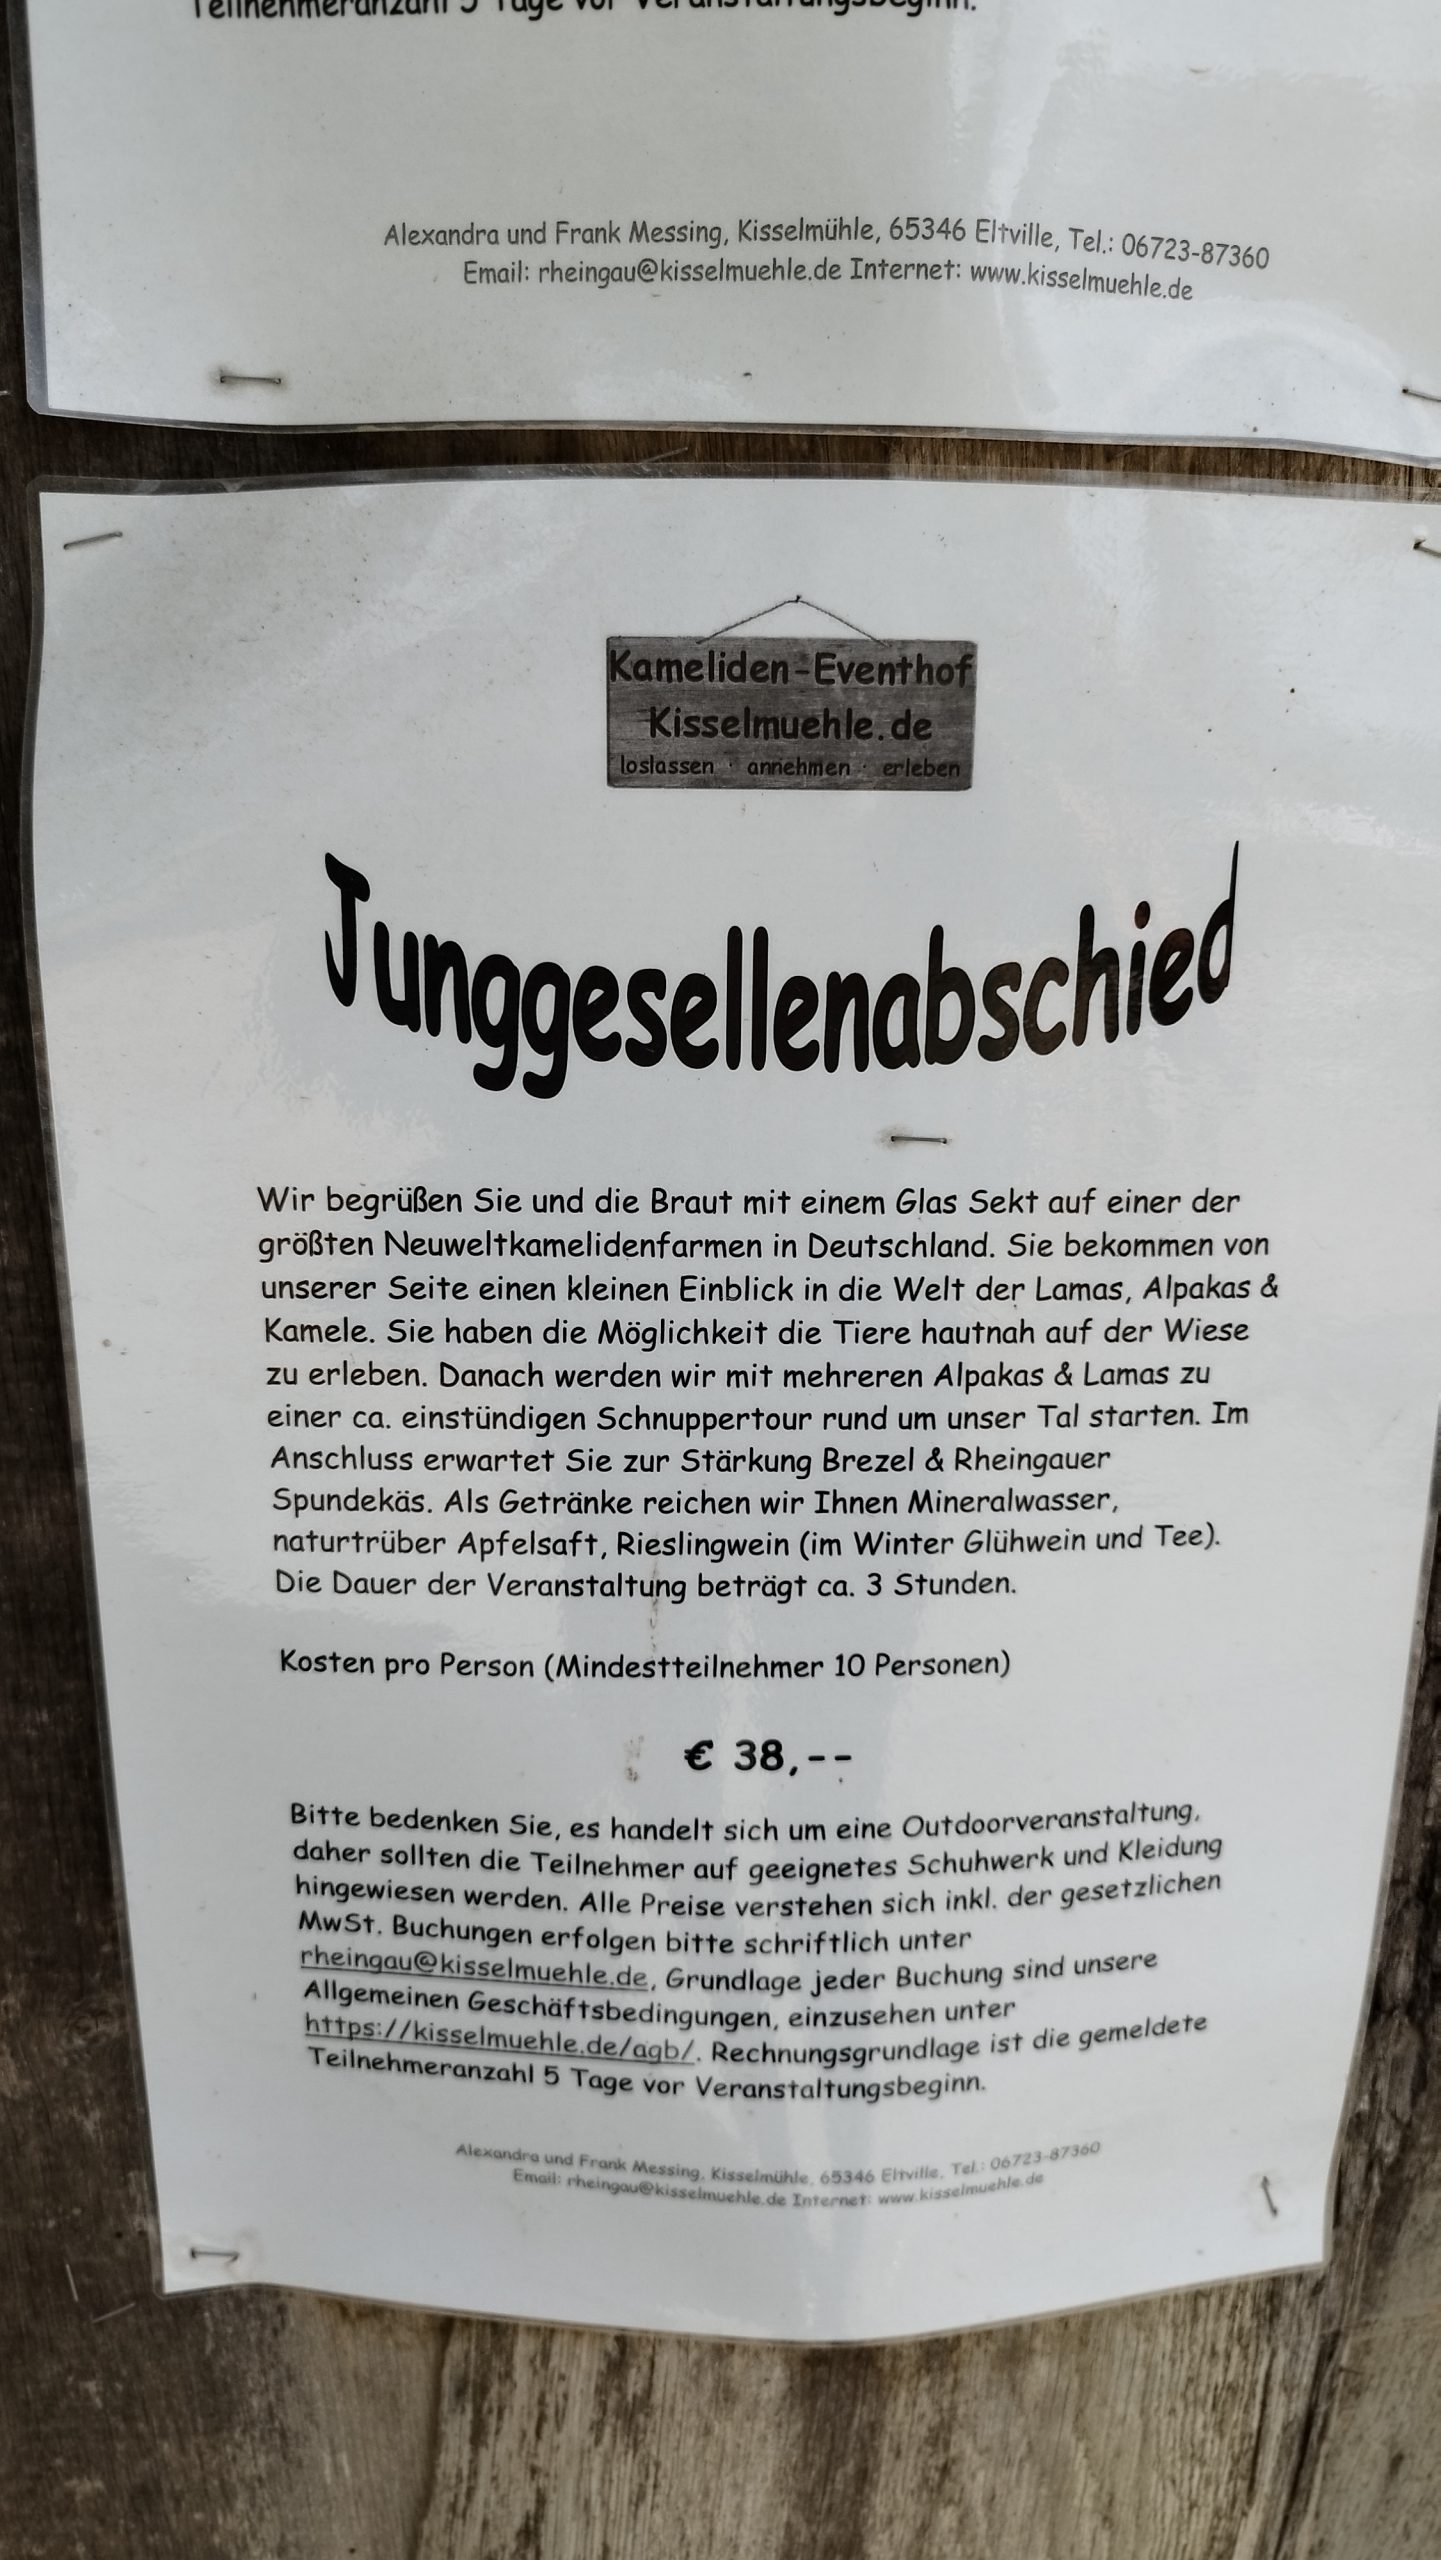 Teilnehmeranzahl 5 Tage vor Veranstaltungsbeginn.
Alexandra und Frank Messing, Kisselmühle, 65346 Eltville, Tel.: 06723-87360
Email: rheingau@kisselmuehle.de Internet: www.kisselmuehle.de
Kameliden-Eventhof
Kisselmuehle.de
loslassen · annehmen · erleben
Junggesellenabschied
Wir begrüßen Sie und die Braut mit einem Glas Sekt auf einer der
größten Neuweltkamelidenfarmen in Deutschland. Sie bekommen von
unserer Seite einen kleinen Einblick in die Welt der Lamas, Alpakas &
Kamele. Sie haben die Möglichkeit die Tiere hautnah auf der Wiese
zu erleben. Danach werden wir mit mehreren Alpakas & Lamas zu
einer ca. einstündigen Schnuppertour rund um unser Tal starten. Im
Anschluss erwartet Sie zur Stärkung Brezel & Rheingauer
Spundekäs. Als Getränke reichen wir Ihnen Mineralwasser,
naturtrüber Apfelsaft, Rieslingwein (im Winter Glühwein und Tee).
Die Dauer der Veranstaltung beträgt ca. 3 Stunden.
Kosten pro Person (Mindestteilnehmer 10 Personen)
€ 38,--
Bitte bedenken Sie, es handelt sich um eine Outdoorveranstaltung,
daher sollten die Teilnehmer auf geeignetes Schuhwerk und Kleidung
hingewiesen werden. Alle Preise verstehen sich inkl. der gesetzlichen
MwSt. Buchungen erfolgen bitte schriftlich unter
rheingau@kisselmuehle.de, Grundlage jeder Buchung sind unsere
Allgemeinen Geschäftsbedingungen, einzusehen unter
https://kisselmuehle.de/agb/. Rechnungsgrundlage ist die gemeldete
Teilnehmeranzahl 5 Tage vor Veranstaltungsbeginn.
Alexandra und Frank Messing, Kisselmühle, 65346 Eltville, Tel.: 06723-87360
Email: rheingau@kisselmuehle.de Internet: www.kisselmuehle.de